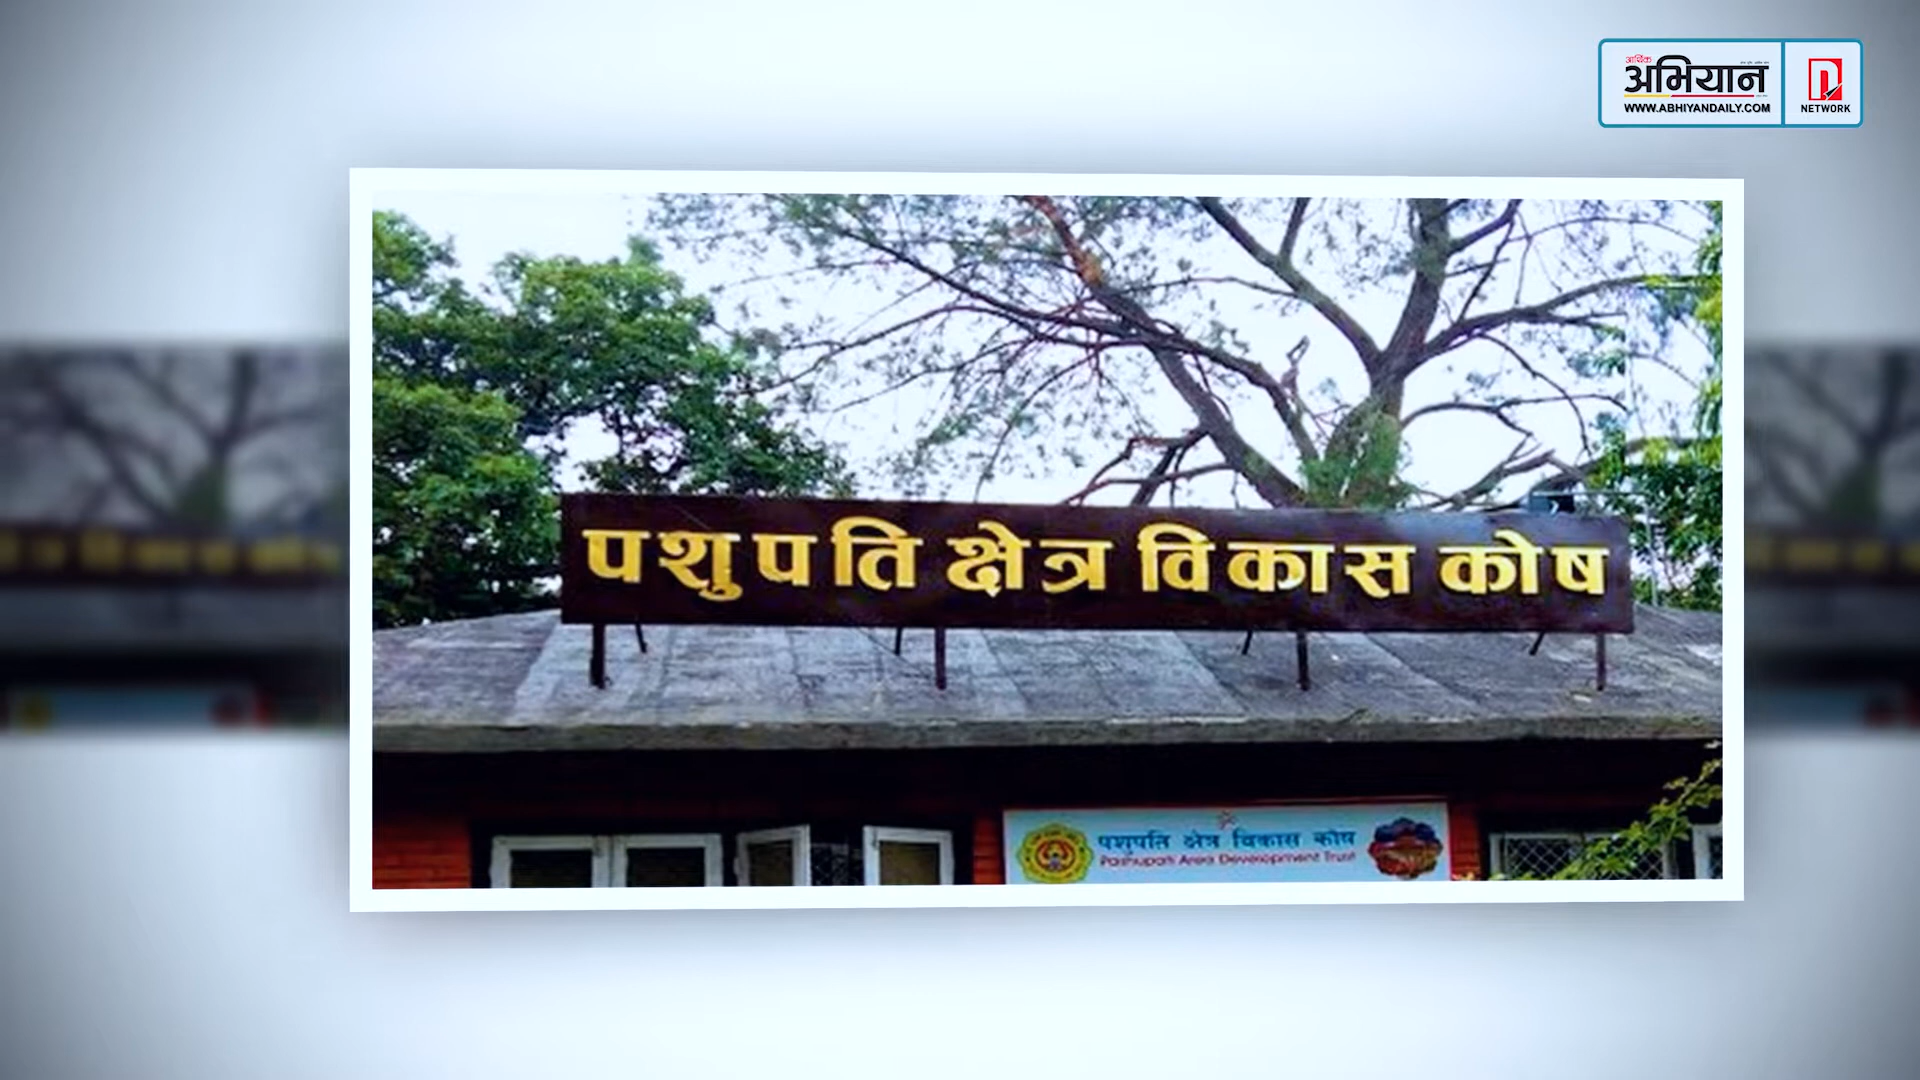 आर्थिक
अभियान
WWW.ABHIYANDAILY.COM
NETWORK
पशुपति क्षेत्र विकास कोष
पशुपति क्षेत्र विकास कोष
Pashupati Area Development Trust